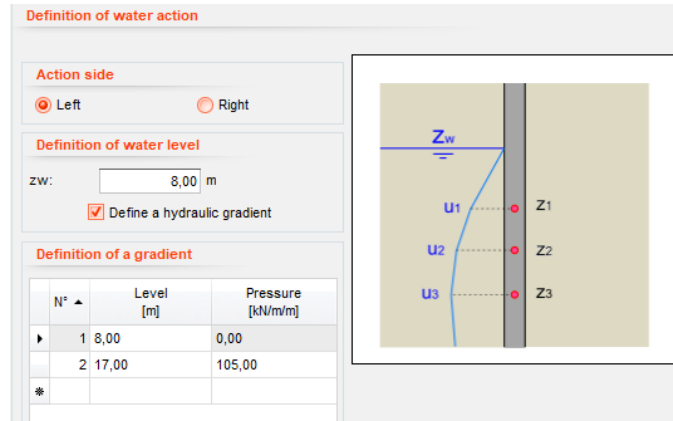 Definition of water action
Action side
Left Right
Definition of water level
zw: 8,00 m
Define a hydraulic gradient
Definition of a gradient
N° Level [m] Pressure [kN/m/m]
1 8,00 0,00
2 17,00 105,00
Zw
u1 z1
u2 z2
u3 z3